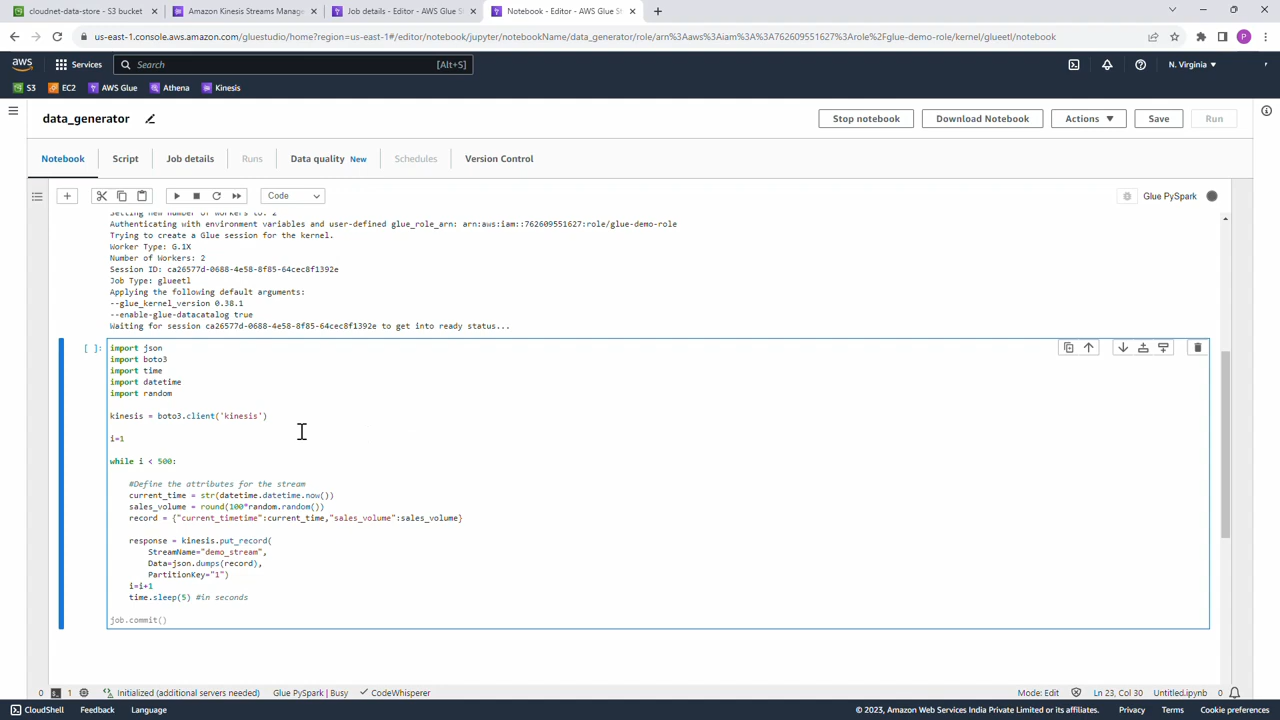 cloudnet-data-store - S3 bucket
Amazon Kinesis Streams Manage
Job details - Editor - AWS Glue S
Notebook - Editor - AWS Glue S
us-east-1.console.aws.amazon.com/gluestudio/home?region=us-east-1#/editor/notebook/jupyter/notebookName/data_generator/role/arn%3Aaws%3Aiam%3A%3A762609551627%3Arole%2Fglue-demo-role/kernel/glueetl/notebook
P
aws
Services
Search
[Alt+S]
N. Virginia
S3
EC2
AWS Glue
Athena
Kinesis
data_generator
Stop notebook
Download Notebook
Actions
Save
Run
Notebook
Script
Job details
Runs
Data quality New
Schedules
Version Control
Code
Glue PySpark
Setting new number of workers to: 2
Authenticating with environment variables and user-defined glue_role_arn: arn:aws:iam::762609551627:role/glue-demo-role
Trying to create a Glue session for the kernel.
Worker Type: G.1X
Number of Workers: 2
Session ID: ca26577d-0688-4e58-8f85-64cec8f1392e
Job Type: glueetl
Applying the following default arguments:
--glue_kernel_version 0.38.1
--enable-glue-datacatalog true
Waiting for session ca26577d-0688-4e58-8f85-64cec8f1392e to get into ready status...
[ ]:
import json
import boto3
import time
import datetime
import random
kinesis = boto3.client('kinesis')
i=1
while i < 500:
#Define the attributes for the stream
current_time = str(datetime.datetime.now())
sales_volume = round(100*random.random())
record = {"current_timetime":current_time,"sales_volume":sales_volume}
response = kinesis.put_record(
StreamName="demo_stream",
Data=json.dumps(record),
PartitionKey="1")
i=i+1
time.sleep(5) #in seconds
job.commit()
0
1
Initialized (additional servers needed)
Glue PySpark | Busy
CodeWhisperer
Mode: Edit
Ln 23, Col 30
Untitled.ipynb
0
CloudShell
Feedback
Language
© 2023, Amazon Web Services India Private Limited or its affiliates.
Privacy
Terms
Cookie preferences